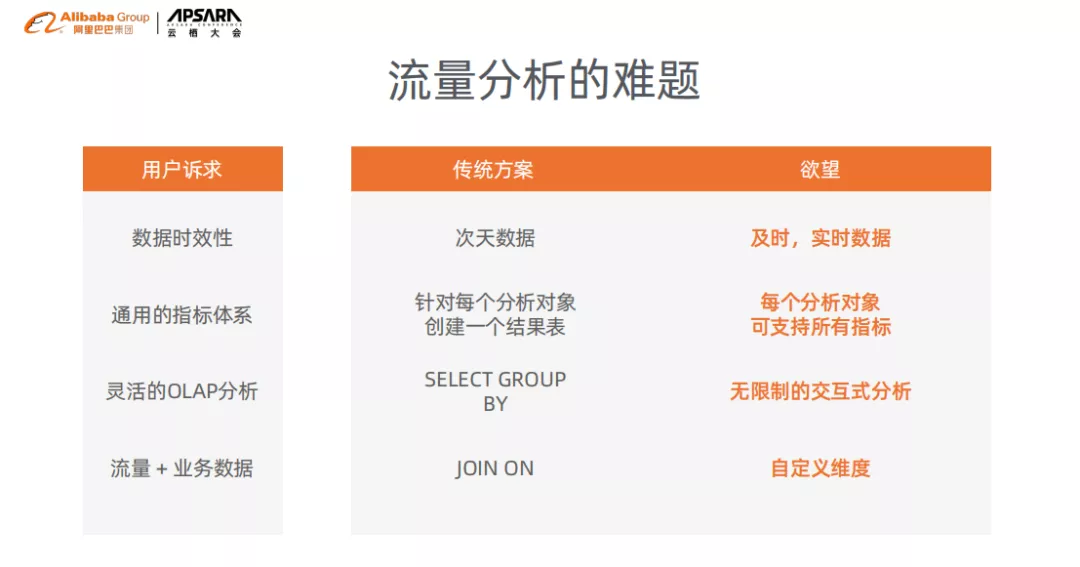 Alibaba Group
阿里巴巴集团
APSARA
APSARA CONFERENCE
云栖大会
流量分析的难题
用户诉求
传统方案
欲望
数据时效性
次天数据
及时，实时数据
通用的指标体系
针对每个分析对象
创建一个结果表
每个分析对象
可支持所有指标
灵活的OLAP分析
SELECT GROUP
BY
无限制的交互式分析
流量 + 业务数据
JOIN ON
自定义维度